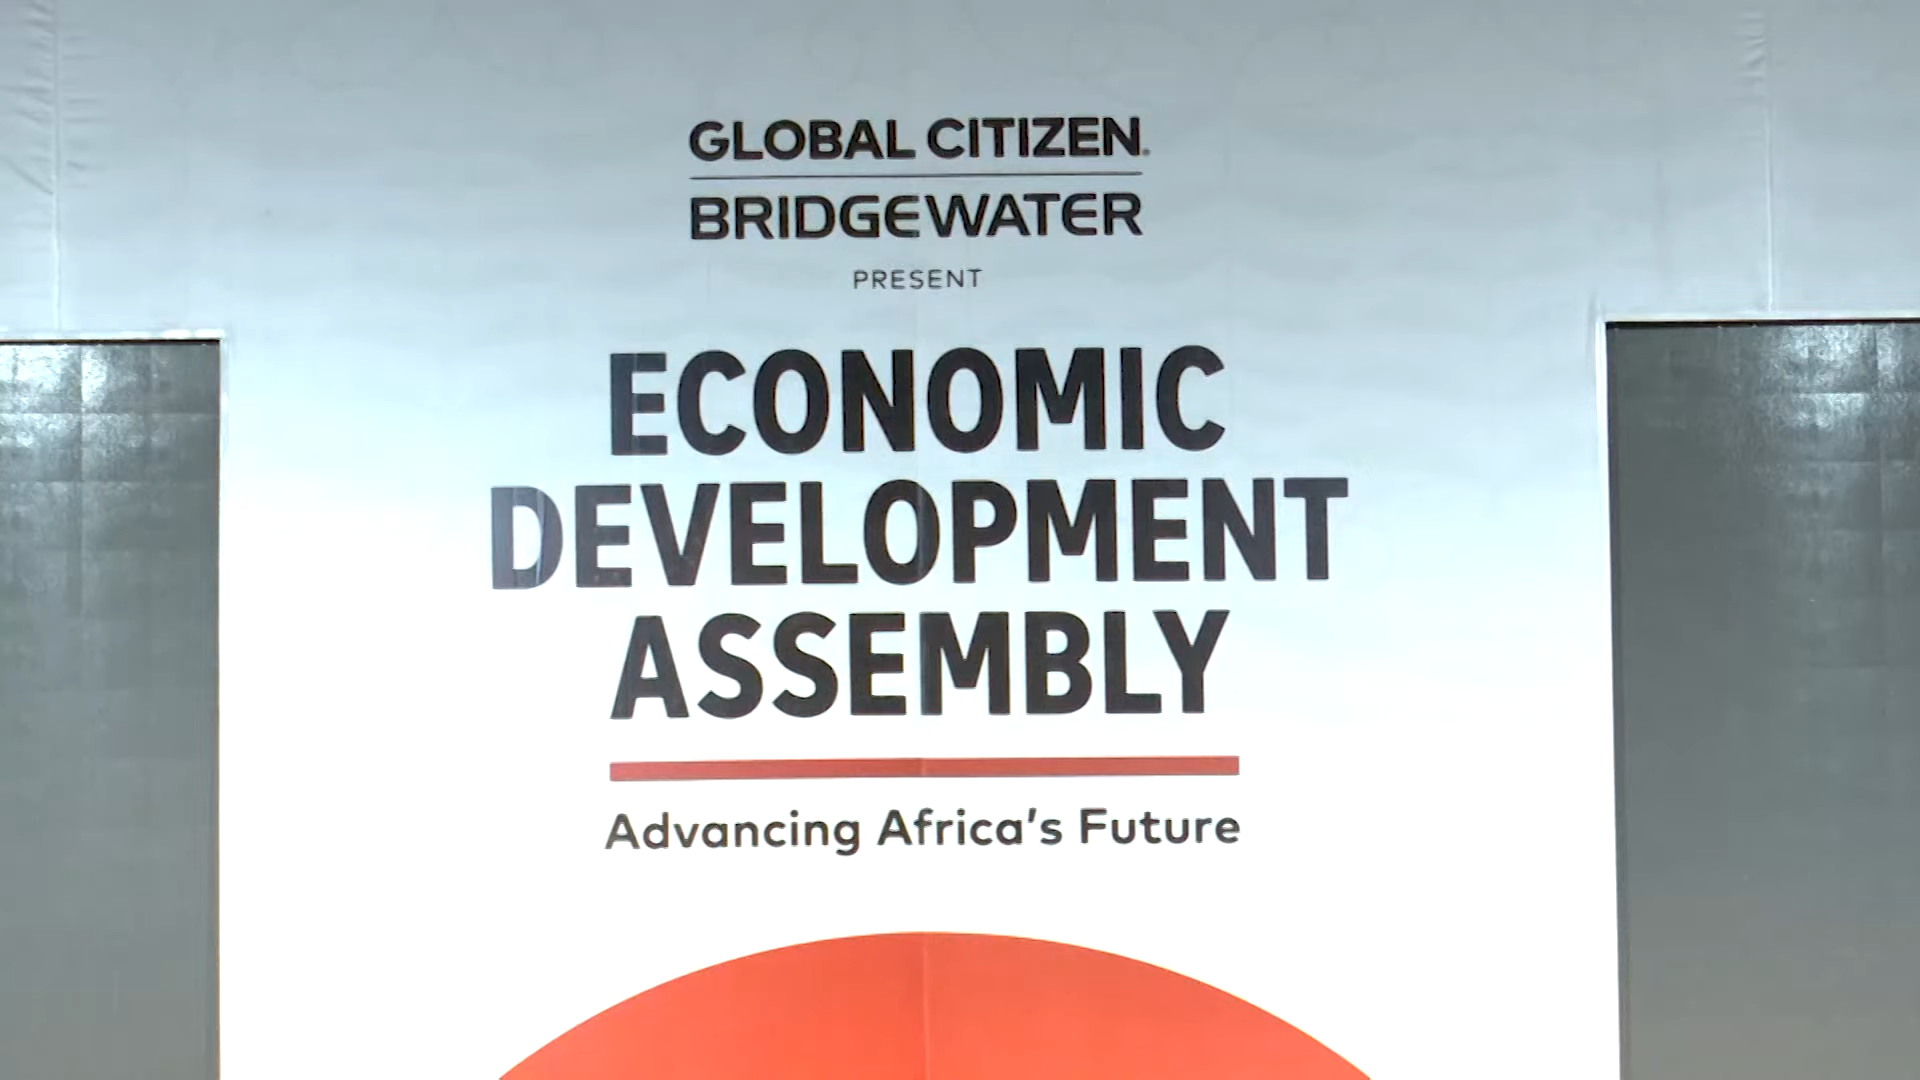 GLOBAL CITIZEN.
BRIDGEWATER
PRESENT
ECONOMIC
DEVELOPMENT
ASSEMBLY
Advancing Africa's Future